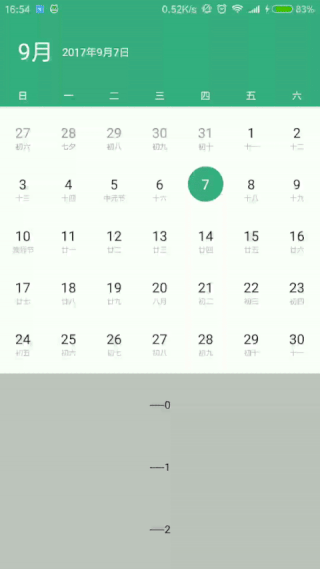 16:54 0.52K/s 83%
9月 2017年9月7日
日 一 二 三 四 五 六
27 28 29 30 31 1 2
初六 七夕 初八 初九 初十 十一 十二
3 4 5 6 7 8 9
十三 十四 中元节 十六 十八 十九
10 11 12 13 14 15 16
教师节 廿一 廿二 廿三 廿四 廿五 廿六
17 18 19 20 21 22 23
廿七 廿八 廿九 八月 初二 初三 初四
24 25 26 27 28 29 30
初五 初六 初七 初八 初九 初十 十一
0
1
2